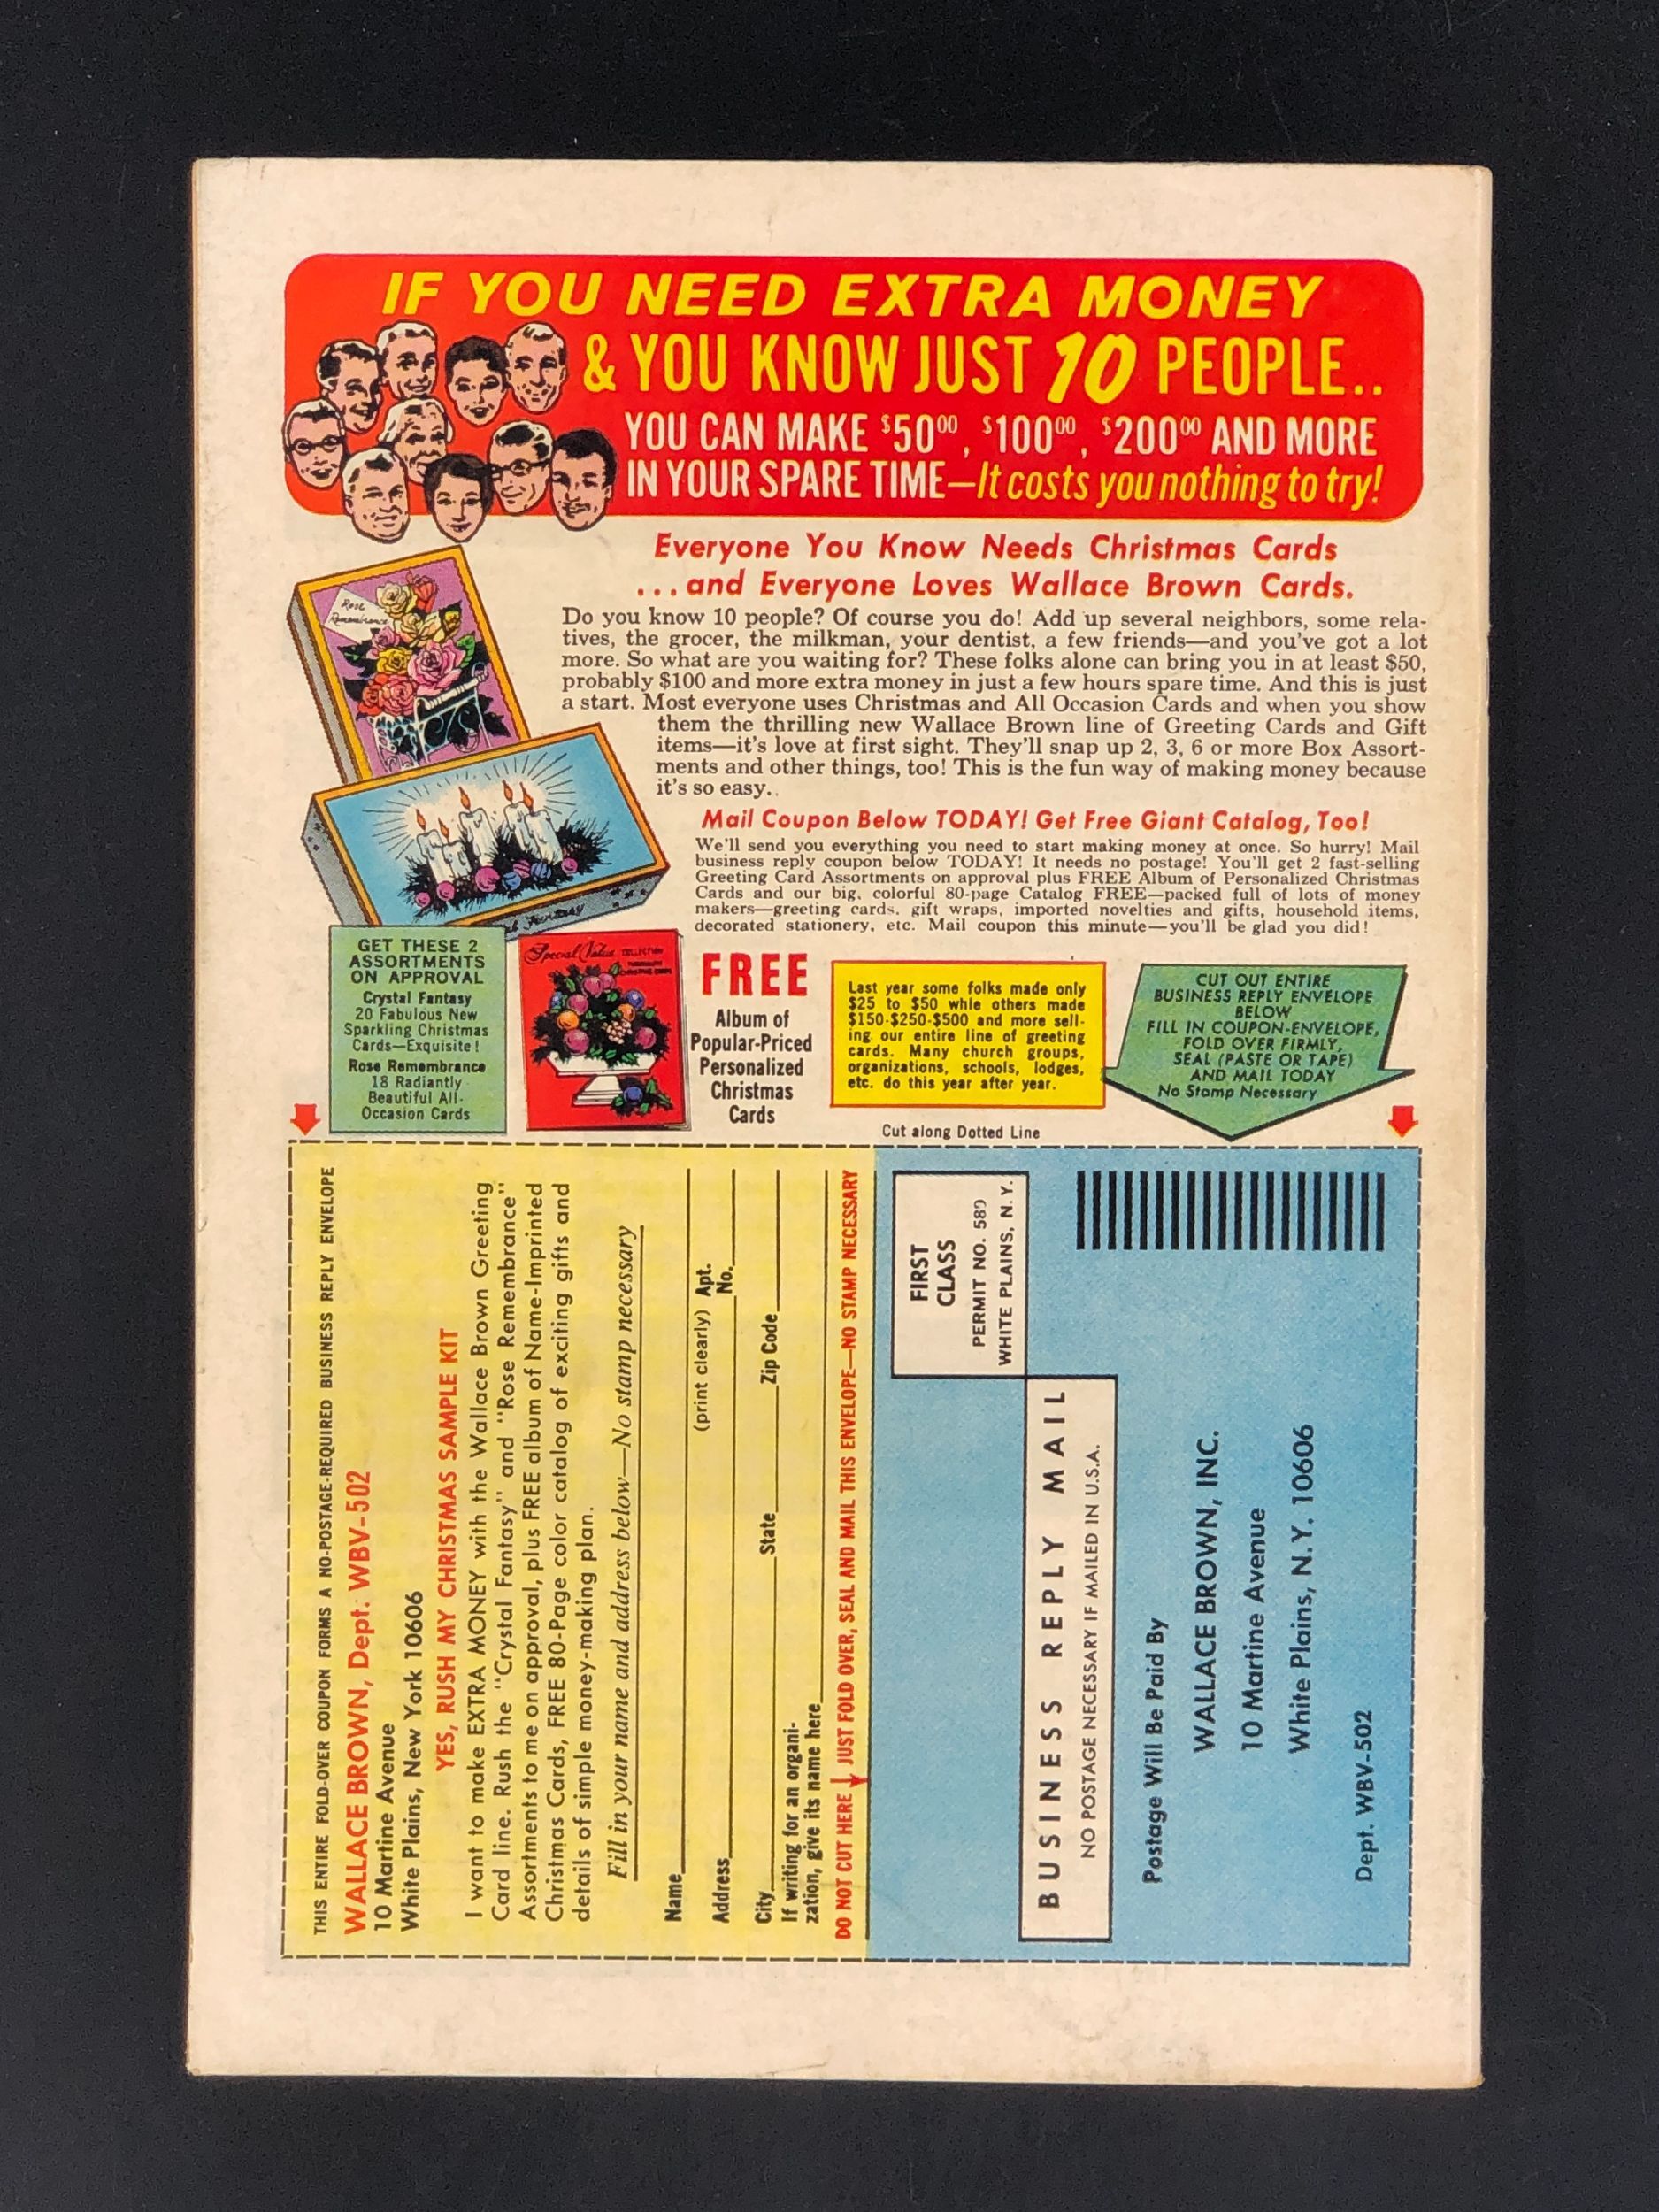 IF YOU NEED EXTRA MONEY
& YOU KNOW JUST 10 PEOPLE..
YOU CAN MAKE $50⁰⁰, $100⁰⁰, $200⁰⁰ AND MORE
IN YOUR SPARE TIME—It costs you nothing to try!
Everyone You Know Needs Christmas Cards
...and Everyone Loves Wallace Brown Cards.
Rose
Remembrance
Do you know 10 people? Of course you do! Add up several neighbors, some rela-
tives, the grocer, the milkman, your dentist, a few friends—and you've got a lot
more. So what are you waiting for? These folks alone can bring you in at least $50,
probably $100 and more extra money in just a few hours spare time. And this is just
a start. Most everyone uses Christmas and All Occasion Cards and when you show
them the thrilling new Wallace Brown line of Greeting Cards and Gift
items—it's love at first sight. They'll snap up 2, 3, 6 or more Box Assort-
ments and other things, too! This is the fun way of making money because
it's so easy..
Mail Coupon Below TODAY! Get Free Giant Catalog, Too!
We'll send you everything you need to start making money at once. So hurry! Mail
business reply coupon below TODAY! It needs no postage! You'll get 2 fast-selling
Greeting Card Assortments on approval plus FREE Album of Personalized Christmas
Cards and our big, colorful 80-page Catalog FREE—packed full of lots of money
makers—greeting cards, gift wraps, imported novelties and gifts, household items,
decorated stationery, etc. Mail coupon this minute—you'll be glad you did!
Fantasy
GET THESE 2
ASSORTMENTS
ON APPROVAL
Crystal Fantasy
20 Fabulous New
Sparkling Christmas
Cards—Exquisite!
Rose Remembrance
18 Radiantly
Beautiful All-
Occasion Cards
Special Value COLLECTION
FREE
Album of
Popular-Priced
Personalized
Christmas
Cards
Last year some folks made only
$25 to $50 while others made
$150-$250-$500 and more sell-
ing our entire line of greeting
cards. Many church groups,
organizations, schools, lodges,
etc. do this year after year.
CUT OUT ENTIRE
BUSINESS REPLY ENVELOPE
BELOW
FILL IN COUPON-ENVELOPE,
FOLD OVER FIRMLY,
SEAL (PASTE OR TAPE)
AND MAIL TODAY
No Stamp Necessary
Cut along Dotted Line
THIS ENTIRE FOLD-OVER COUPON FORMS A NO-POSTAGE-REQUIRED BUSINESS REPLY ENVELOPE
WALLACE BROWN, Dept. WBV-502
10 Martine Avenue
White Plains, New York 10606
YES, RUSH MY CHRISTMAS SAMPLE KIT
I want to make EXTRA MONEY with the Wallace Brown Greeting
Card line. Rush the "Crystal Fantasy" and "Rose Remembrance"
Assortments to me on approval, plus FREE album of Name-Imprinted
Christmas Cards, FREE 80-Page color catalog of exciting gifts and
details of simple money-making plan.
Fill in your name and address below—No stamp necessary
Name
(print clearly)
Address Apt. No.
City State Zip Code
If writing for an organi-
zation, give its name here
DO NOT CUT HERE JUST FOLD OVER, SEAL AND MAIL THIS ENVELOPE—NO STAMP NECESSARY
FIRST
CLASS
PERMIT NO. 589
WHITE PLAINS, N.Y.
BUSINESS REPLY MAIL
NO POSTAGE NECESSARY IF MAILED IN U.S.A.
Postage Will Be Paid By
WALLACE BROWN, INC.
10 Martine Avenue
White Plains, N.Y. 10606
Dept. WBV-502